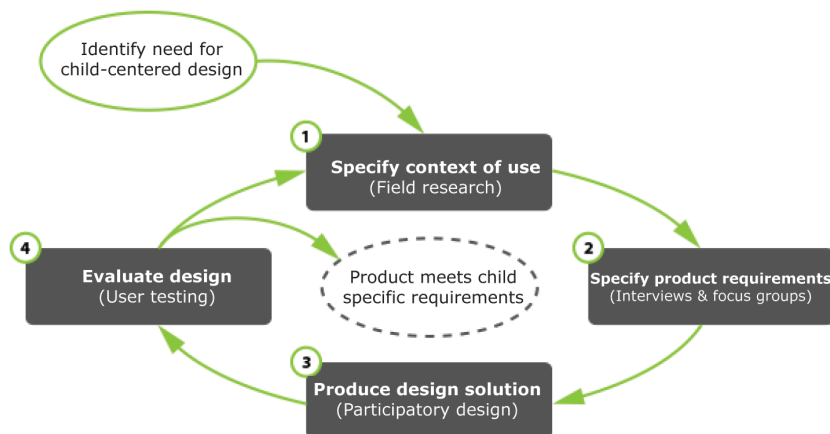 Identify need for
child-centered design
1
Specify context of use
(Field research)
2
Specify product requirements
(Interviews & focus groups)
3
Produce design solution
(Participatory design)
4
Evaluate design
(User testing)
Product meets child
specific requirements